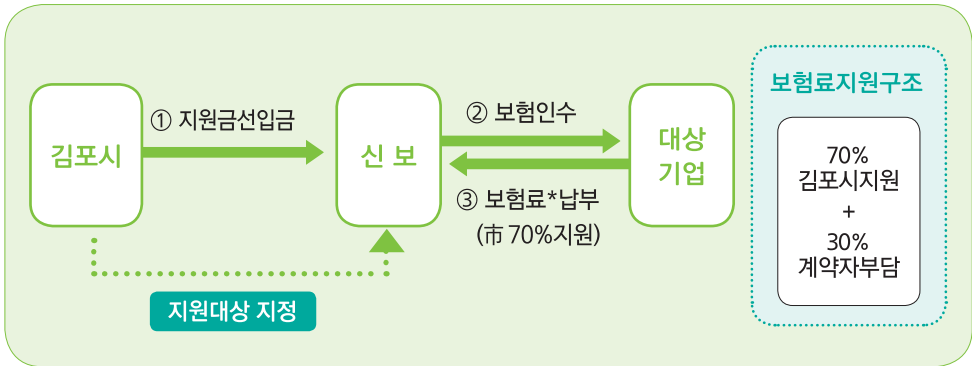 김포시
① 지원금선입금
신 보
② 보험인수
③ 보험료*납부
(市 70%지원)
대상
기업
지원대상 지정
보험료지원구조
70%
김포시지원
+
30%
계약자부담